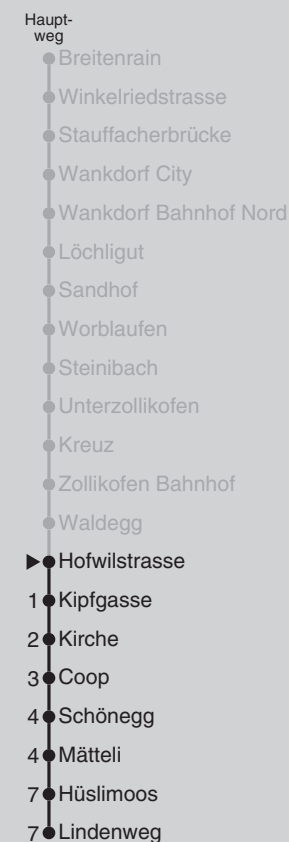 Haupt-
weg
Breitenrain
Winkelriedstrasse
Stauffacherbrücke
Wankdorf City
Wankdorf Bahnhof Nord
Löchligut
Sandhof
Worblaufen
Steinibach
Unterzollikofen
Kreuz
Zollikofen Bahnhof
Waldegg
Hofwilstrasse
1 Kipfgasse
2 Kirche
3 Coop
4 Schönegg
4 Mätteli
7 Hüslimoos
7 Lindenweg